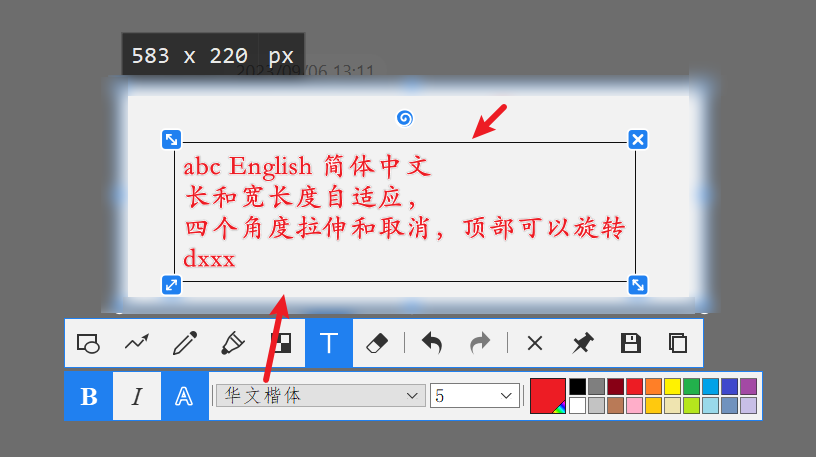 583 x 220 px
2023/09/06 13:11
abc English 简体中文
长和宽长度自适应，
四个角度拉伸和取消，顶部可以旋转
dxxx
T
B I A 华文楷体 5